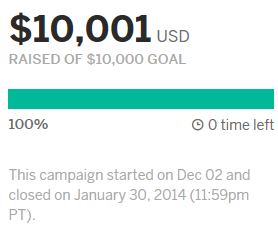 $10,001 USD
RAISED OF $10,000 GOAL
100% 0 time left
This campaign started on Dec 02 and
closed on January 30, 2014 (11:59pm
PT).